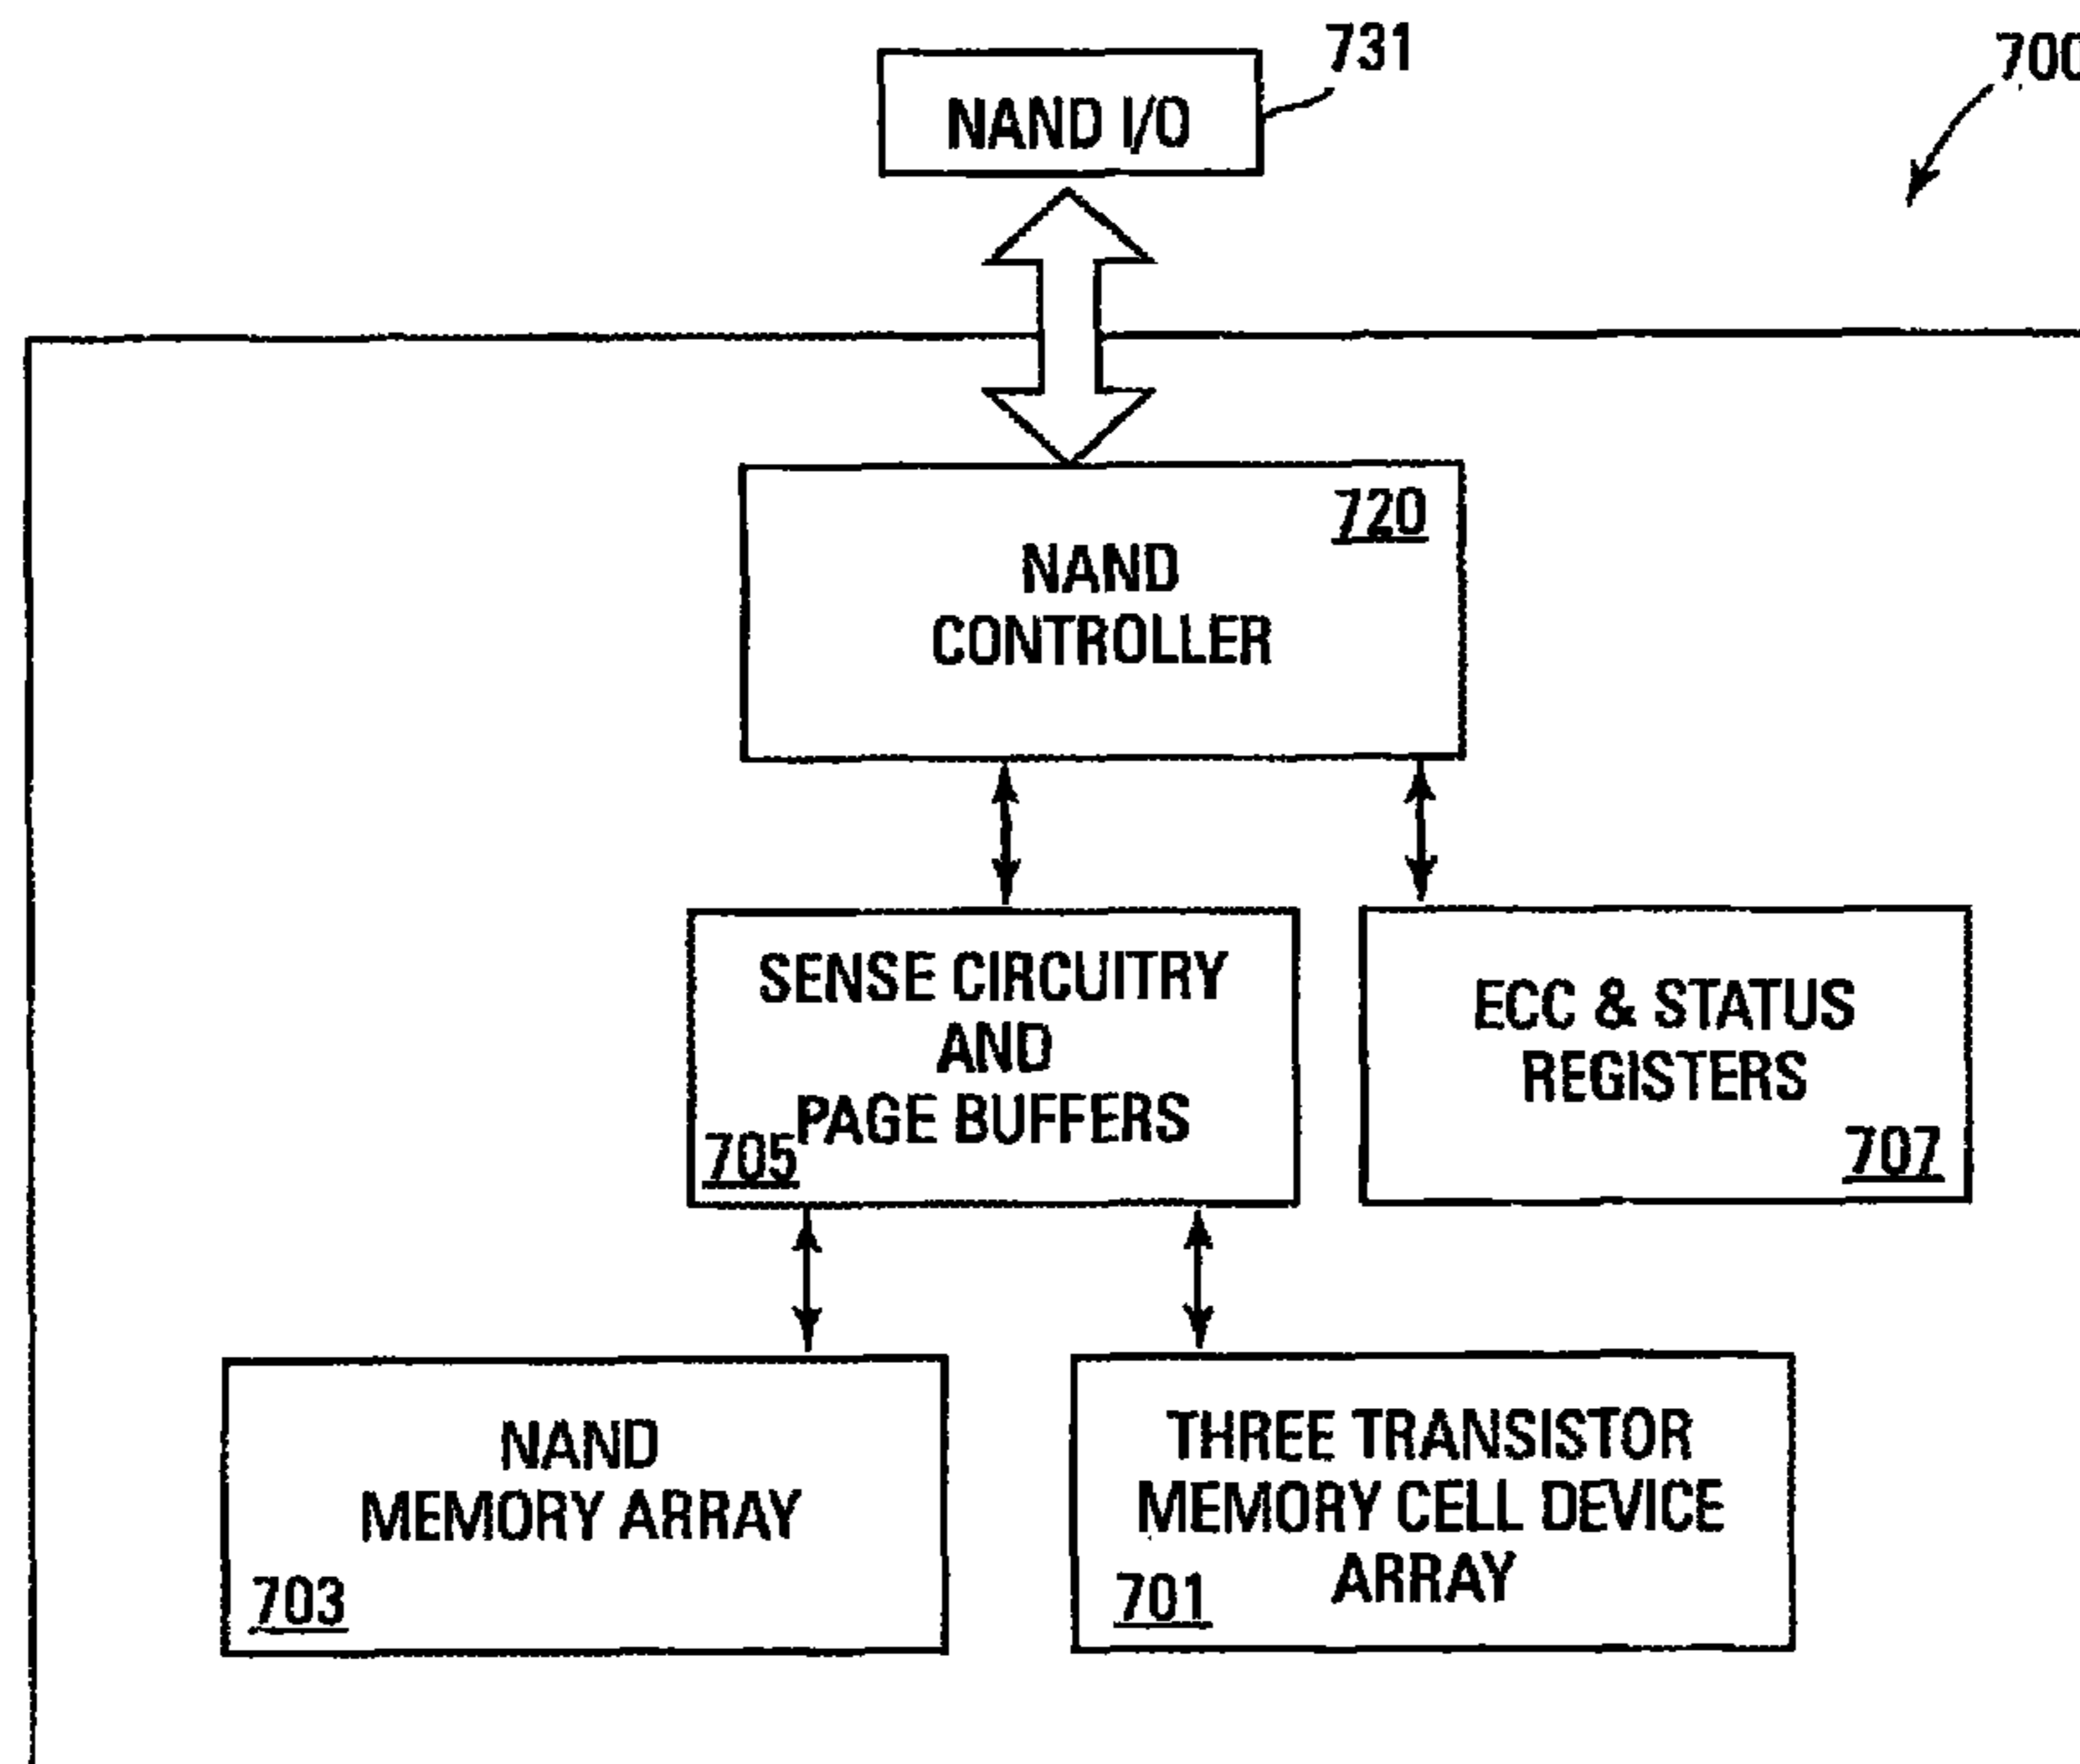 731
700
NAND I/O
720
NAND
CONTROLLER
SENSE CIRCUITRY
AND
PAGE BUFFERS
705
ECC & STATUS
REGISTERS
707
NAND
MEMORY ARRAY
703
THREE TRANSISTOR
MEMORY CELL DEVICE
ARRAY
701